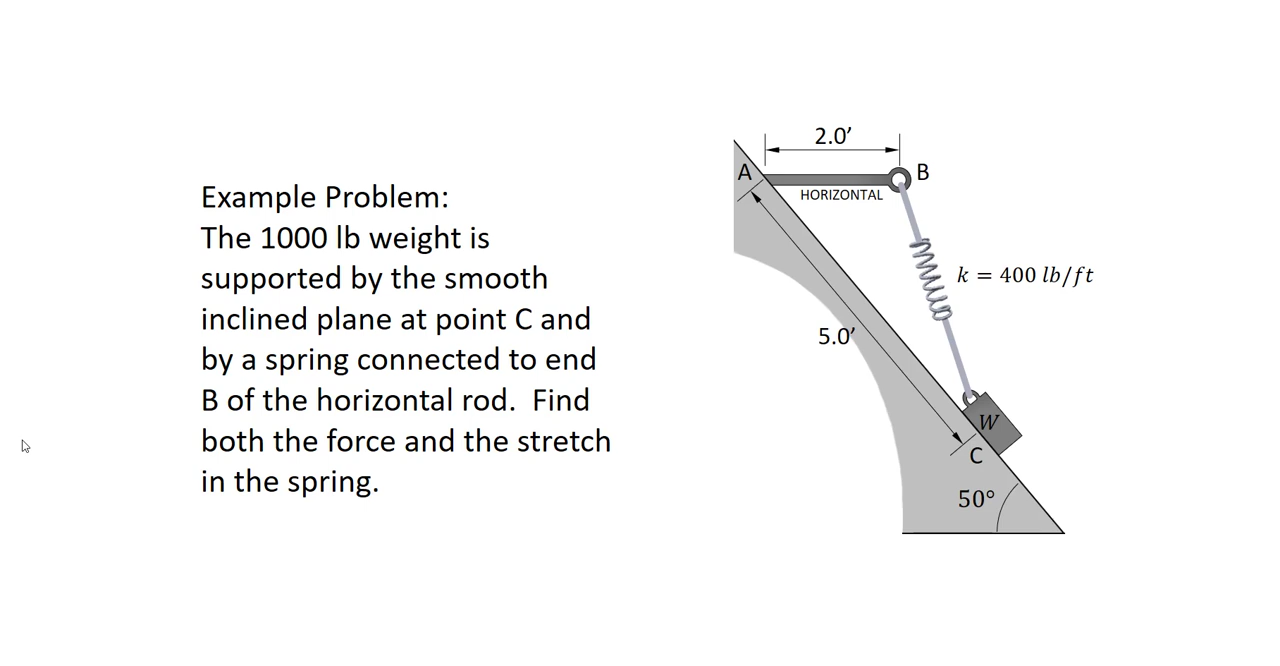 Example Problem:
The 1000 lb weight is
supported by the smooth
inclined plane at point C and
by a spring connected to end
B of the horizontal rod.  Find
both the force and the stretch
in the spring.
2.0’
A
B
HORIZONTAL
k = 400 lb/ft
5.0’
W
C
50°